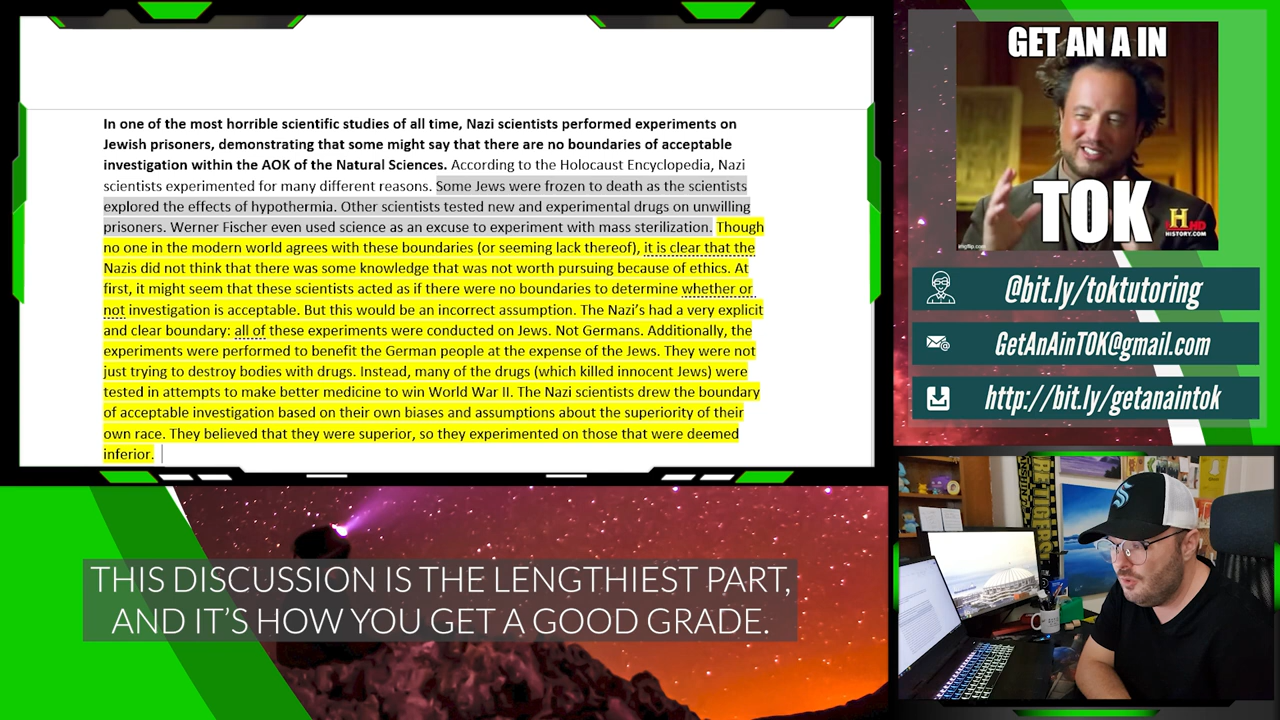 In one of the most horrible scientific studies of all time, Nazi scientists performed experiments on
Jewish prisoners, demonstrating that some might say that there are no boundaries of acceptable
investigation within the AOK of the Natural Sciences. According to the Holocaust Encyclopedia, Nazi
scientists experimented for many different reasons. Some Jews were frozen to death as the scientists
explored the effects of hypothermia. Other scientists tested new and experimental drugs on unwilling
prisoners. Werner Fischer even used science as an excuse to experiment with mass sterilization. Though
no one in the modern world agrees with these boundaries (or seeming lack thereof), it is clear that the
Nazis did not think that there was some knowledge that was not worth pursuing because of ethics. At
first, it might seem that these scientists acted as if there were no boundaries to determine whether or
not investigation is acceptable. But this would be an incorrect assumption. The Nazi's had a very explicit
and clear boundary: all of these experiments were conducted on Jews. Not Germans. Additionally, the
experiments were performed to benefit the German people at the expense of the Jews. They were not
just trying to destroy bodies with drugs. Instead, many of the drugs (which killed innocent Jews) were
tested in attempts to make better medicine to win World War II. The Nazi scientists drew the boundary
of acceptable investigation based on their own biases and assumptions about the superiority of their
own race. They believed that they were superior, so they experimented on those that were deemed
inferior.
THIS DISCUSSION IS THE LENGTHIEST PART,
AND IT'S HOW YOU GET A GOOD GRADE.
GET AN A IN
TOK
H
HD
HISTORY.COM
imgflip.com
@bit.ly/toktutoring
GetAnAinTOK@gmail.com
http://bit.ly/getanaintok